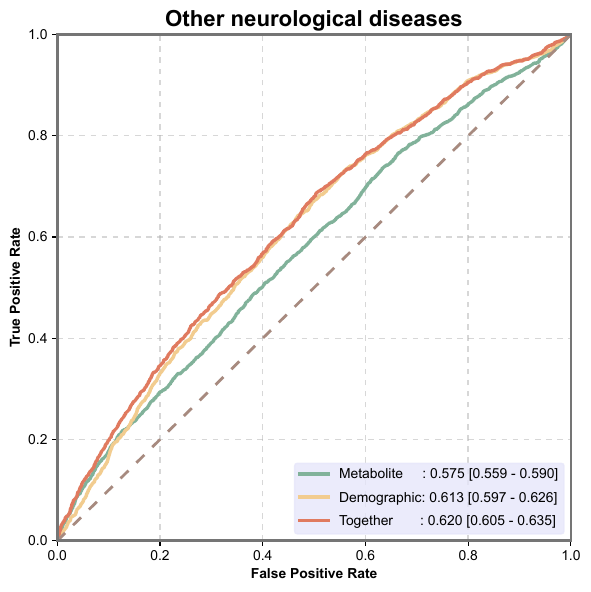 Other neurological diseases
True Positive Rate
1.0
0.8
0.6
0.4
0.2
0.0
Metabolite : 0.575 [0.559 - 0.590]
Demographic: 0.613 [0.597 - 0.626]
Together : 0.620 [0.605 - 0.635]
0.0 0.2 0.4 0.6 0.8 1.0
False Positive Rate